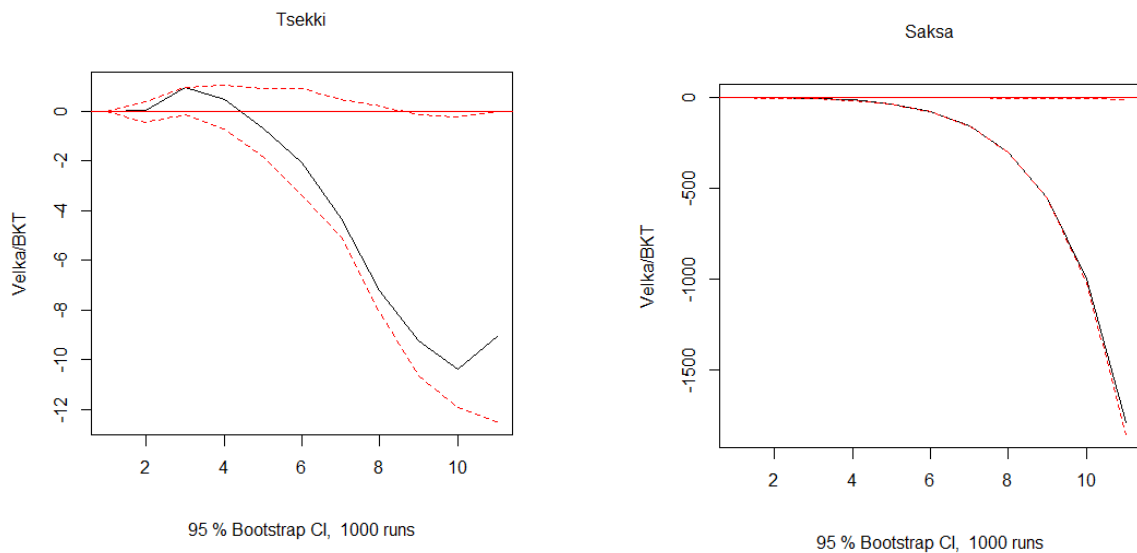 Tsekki
Velka/BKT
0
-2
-4
-6
-8
-10
-12
2 4 6 8 10
95 % Bootstrap CI, 1000 runs
Saksa
Velka/BKT
0
-500
-1000
-1500
2 4 6 8 10
95 % Bootstrap CI, 1000 runs